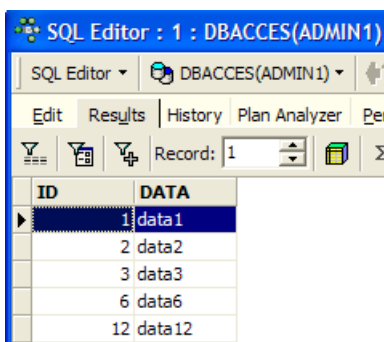 SQL Editor : 1 : DBACCES(ADMIN1)
SQL Editor DBACCES(ADMIN1)
Edit Results History Plan Analyzer
Record: 1 Σ
ID DATA
1 data1
2 data2
3 data3
6 data6
12 data12